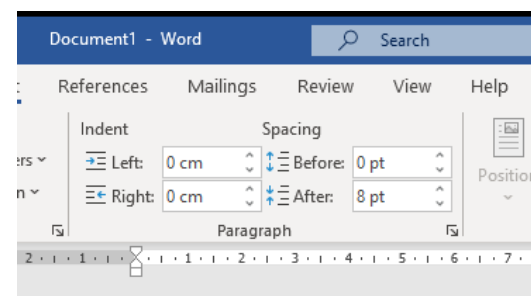 Document1 - Word
Search
References Mailings Review View Help
Indent Spacing
Left: 0 cm Before: 0 pt
Right: 0 cm After: 8 pt
Position
Paragraph
2 1 1 2 3 4 5 6 7